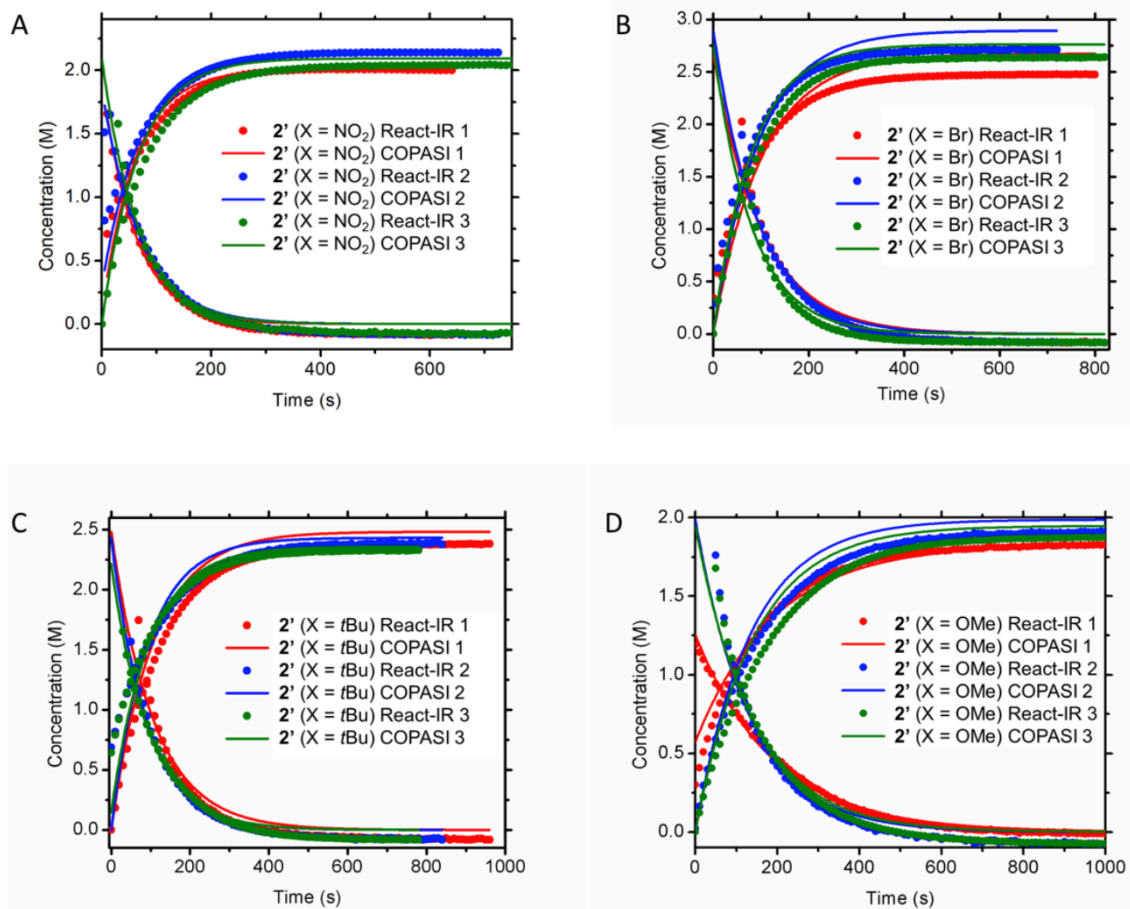 A
Concentration (M)
2.0
1.5
1.0
0.5
0.0
2' (X = NO₂) React-IR 1
2' (X = NO₂) COPASI 1
2' (X = NO₂) React-IR 2
2' (X = NO₂) COPASI 2
2' (X = NO₂) React-IR 3
2' (X = NO₂) COPASI 3
0 200 400 600
Time (s)
B
Concentration (M)
3.0
2.5
2.0
1.5
1.0
0.5
0.0
2' (X = Br) React-IR 1
2' (X = Br) COPASI 1
2' (X = Br) React-IR 2
2' (X = Br) COPASI 2
2' (X = Br) React-IR 3
2' (X = Br) COPASI 3
0 200 400 600 800
Time (s)
C
Concentration (M)
2.5
2.0
1.5
1.0
0.5
0.0
2' (X = tBu) React-IR 1
2' (X = tBu) COPASI 1
2' (X = tBu) React-IR 2
2' (X = tBu) COPASI 2
2' (X = tBu) React-IR 3
2' (X = tBu) COPASI 3
0 200 400 600 800 1000
Time (s)
D
Concentration (M)
2.0
1.5
1.0
0.5
0.0
2' (X = OMe) React-IR 1
2' (X = OMe) COPASI 1
2' (X = OMe) React-IR 2
2' (X = OMe) COPASI 2
2' (X = OMe) React-IR 3
2' (X = OMe) COPASI 3
0 200 400 600 800 1000
Time (s)